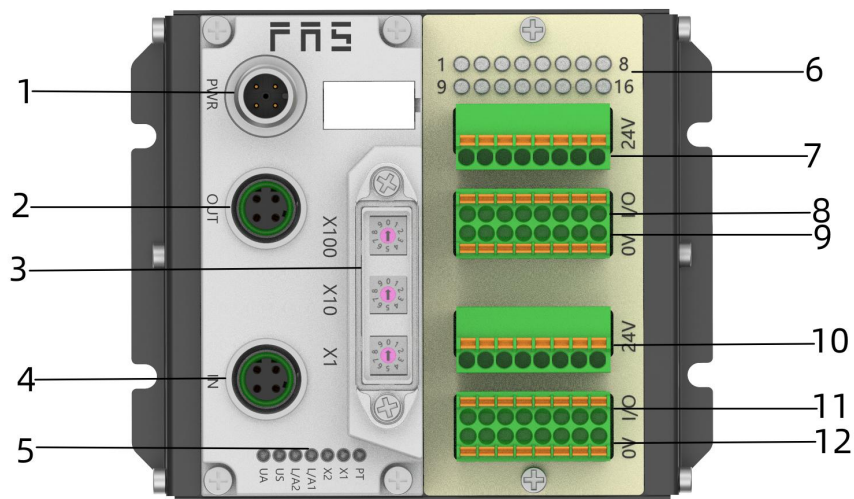 FAS
1
PWR
2
OUT
3
X100
X10
X1
4
IN
5
UA
US
L/A2
L/A1
X2
X1
PT
1 8
9 16
6
24V
7
I/O
8
0V
9
24V
10
I/O
11
0V
12